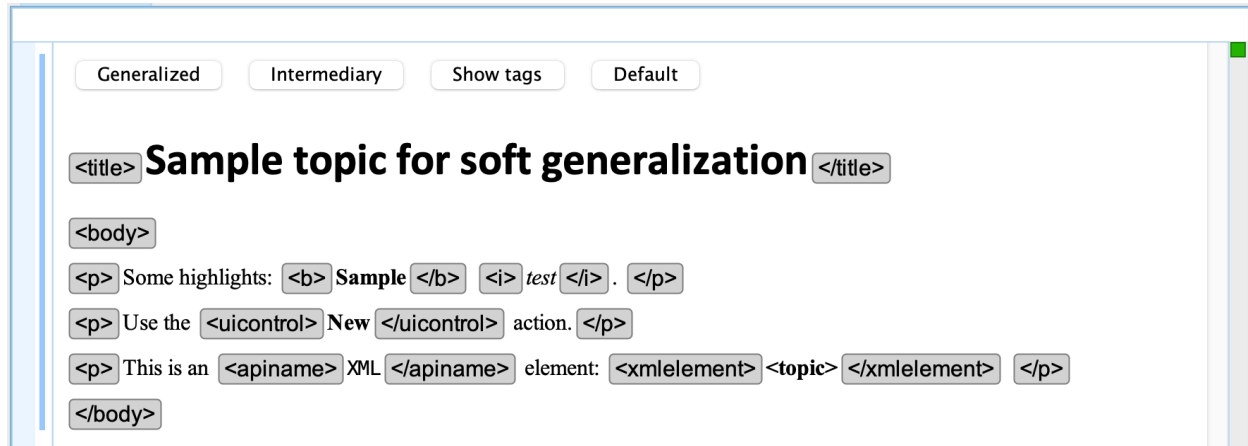 Generalized Intermediary Show tags Default
<title>Sample topic for soft generalization</title>
<body>
<p>Some highlights: <b>Sample</b> <i>test</i>. </p>
<p>Use the <uicontrol>New</uicontrol> action.</p>
<p>This is an <apiname>XML</apiname> element: <xmlelement><topic></xmlelement> </p>
</body>